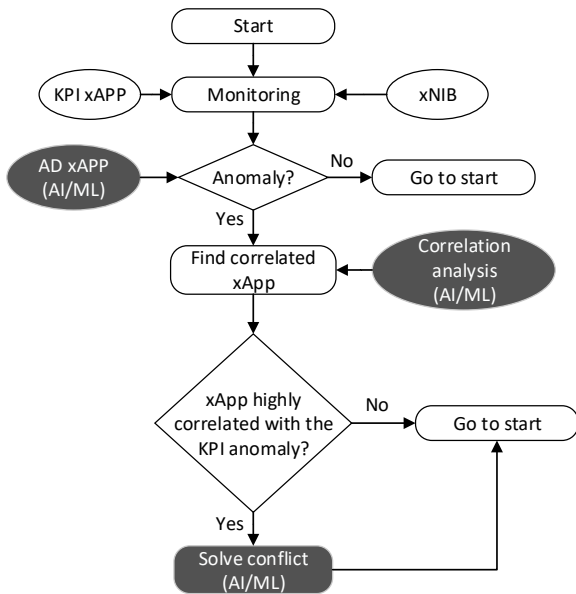 Start
KPI xAPP
Monitoring
xNIB
AD xAPP
(AI/ML)
Anomaly?
No
Go to start
Yes
Find correlated
xApp
Correlation
analysis
(AI/ML)
xApp highly
correlated with the
KPI anomaly?
No
Go to start
Yes
Solve conflict
(AI/ML)